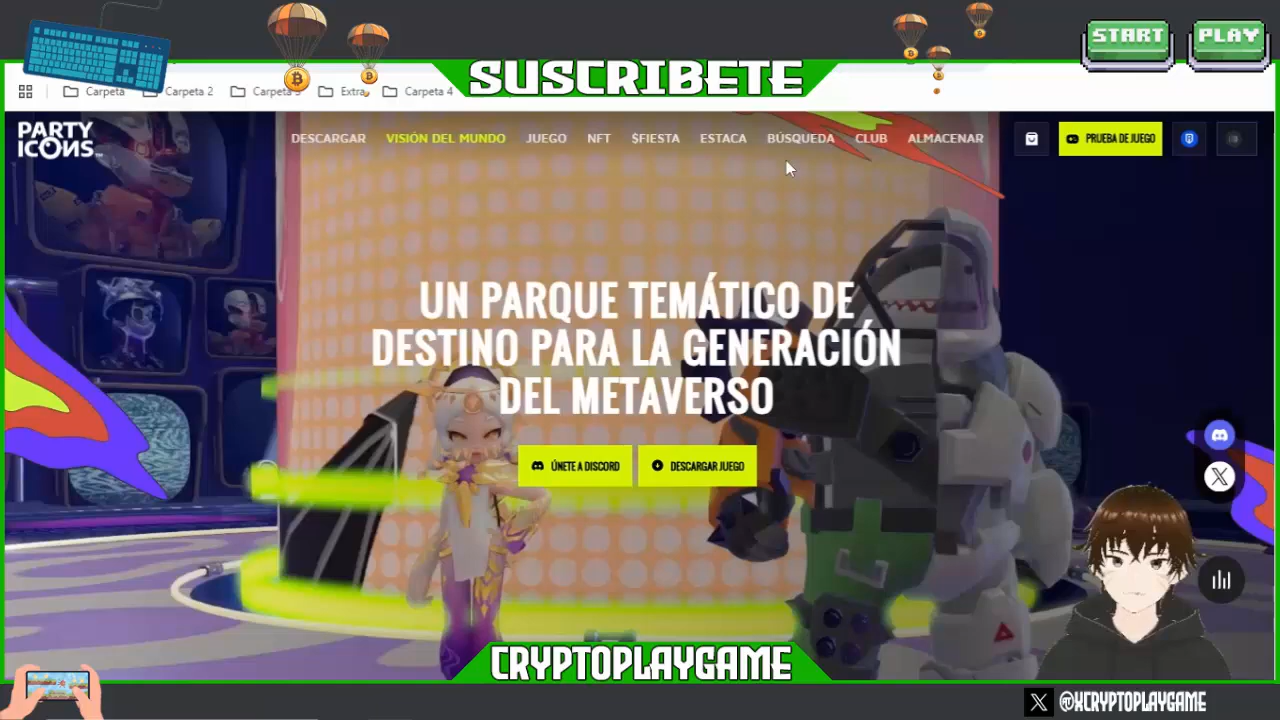 START
PLAY
SUSCRIBETE
Carpeta
Carpeta 2
Carpeta 3
Extra
Carpeta 4
PARTY
ICONS
DESCARGAR
VISIÓN DEL MUNDO
JUEGO
NFT
$FIESTA
ESTACA
BÚSQUEDA
CLUB
ALMACENAR
PRUEBA DE JUEGO
UN PARQUE TEMÁTICO DE
DESTINO PARA LA GENERACIÓN
DEL METAVERSO
ÚNETE A DISCORD
DESCARGAR JUEGO
CRYPTOPLAYGAME
@XCRYPTOPLAYGAME